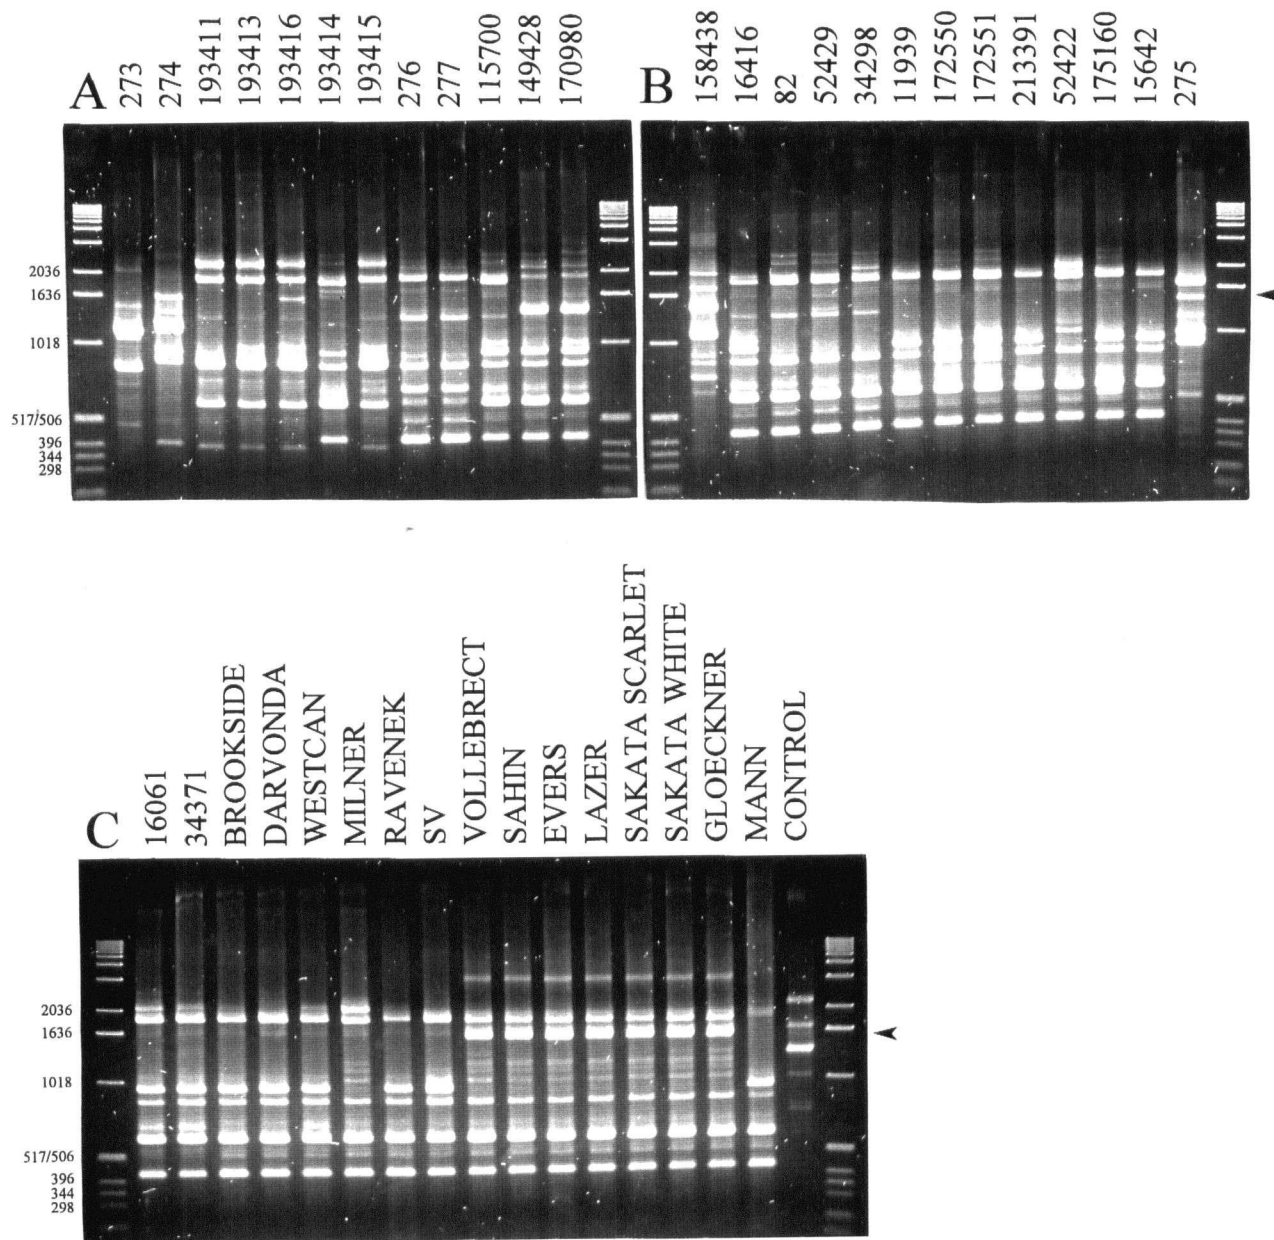 A
273
274
193411
193413
193416
193414
193415
276
277
115700
149428
170980
B
158438
16416
82
52429
34298
11939
172550
172551
213391
52422
175160
15642
275
2036
1636
1018
517/506
396
344
298
C
16061
34371
BROOKSIDE
DARVONDA
WESTCAN
MILNER
RAVENEK
SV
VOLLEBRECT
SAHIN
EVERS
LAZER
SAKATA SCARLET
SAKATA WHITE
GLOECKNER
MANN
CONTROL
2036
1636
1018
517/506
396
344
298